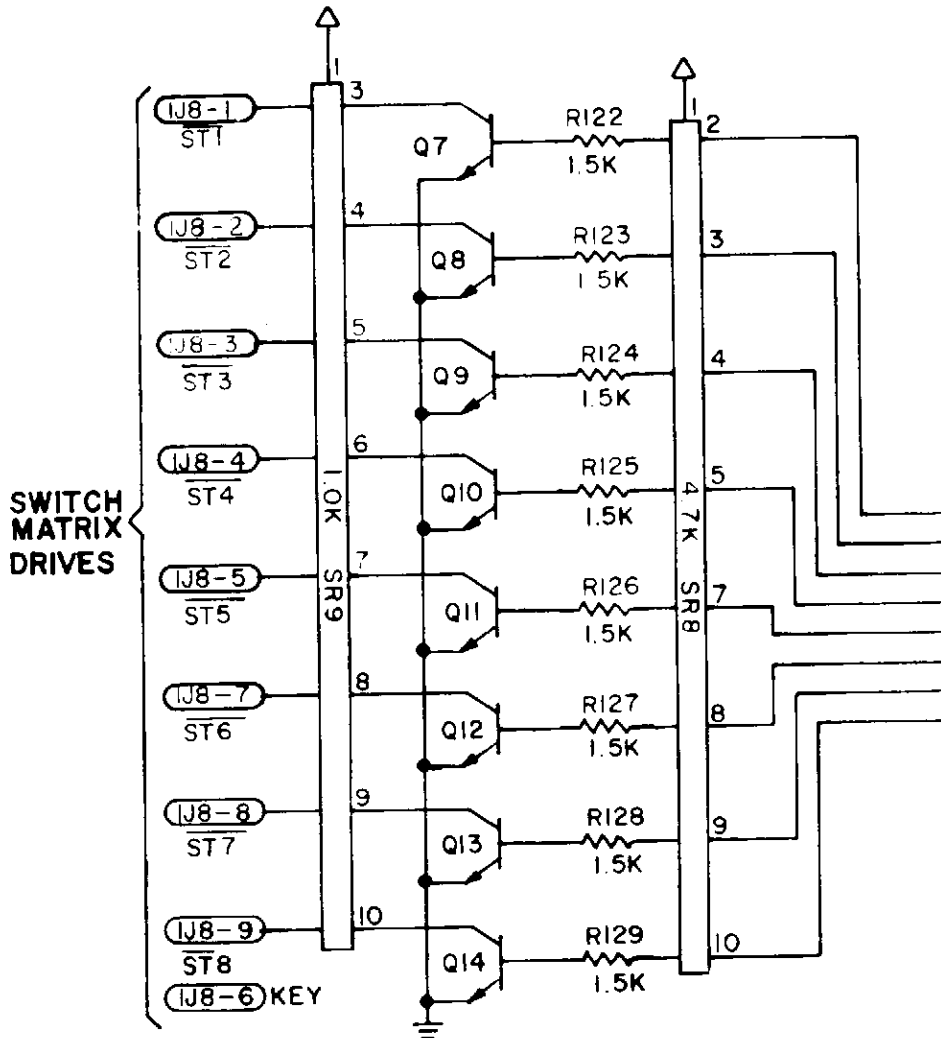 1
3
1J8-1
ST1
Q7
R122
1.5K
1
2
1J8-2
ST2
4
Q8
R123
1.5K
3
1J8-3
ST3
5
Q9
R124
1.5K
4
1J8-4
ST4
6
Q10
R125
1.5K
5
SWITCH
MATRIX
DRIVES
1.0K SR9
4.7K SR8
1J8-5
ST5
7
Q11
R126
1.5K
7
1J8-7
ST6
8
Q12
R127
1.5K
8
1J8-8
ST7
9
Q13
R128
1.5K
9
1J8-9
ST8
10
Q14
R129
1.5K
10
1J8-6 KEY